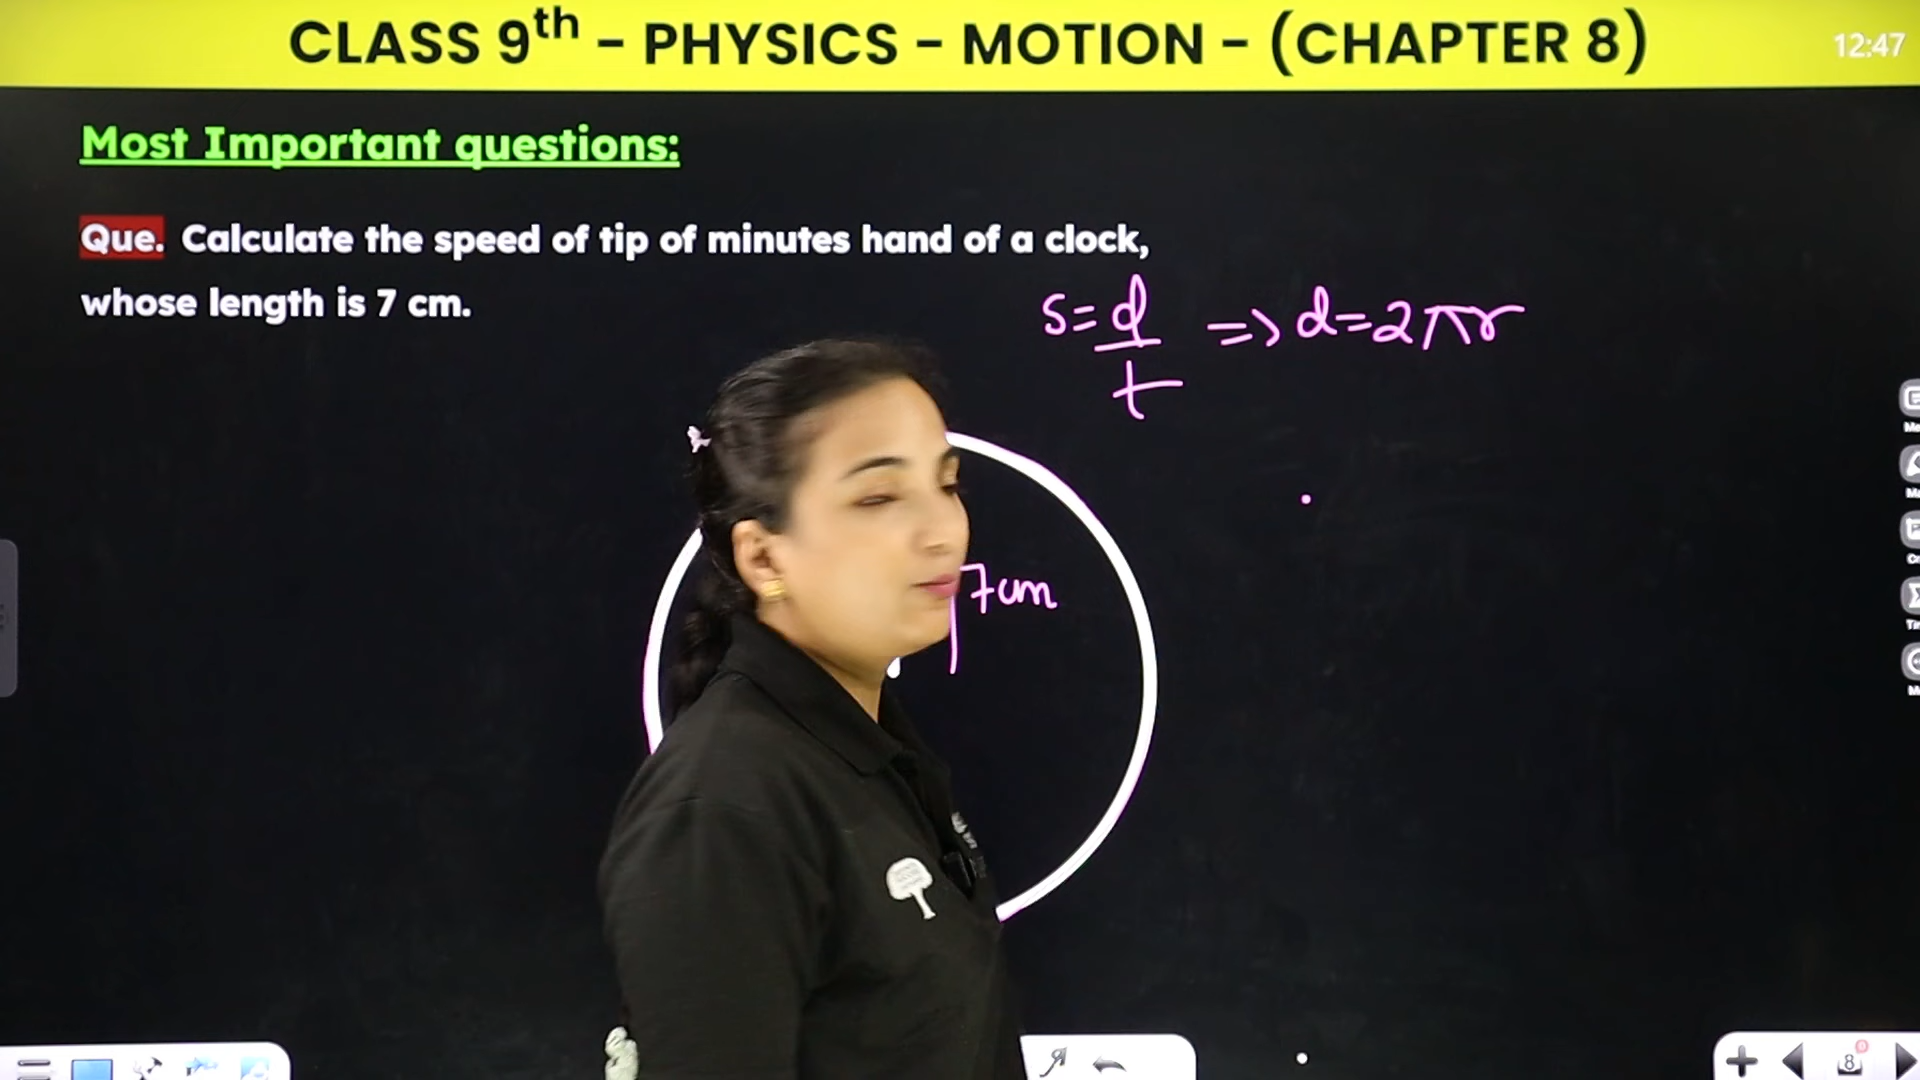 CLASS 9th - PHYSICS - MOTION - (CHAPTER 8)
12:47
Most Important questions:
Que. Calculate the speed of tip of minutes hand of a clock,
whose length is 7 cm.
s=d/t => d=2πr
7cm
8